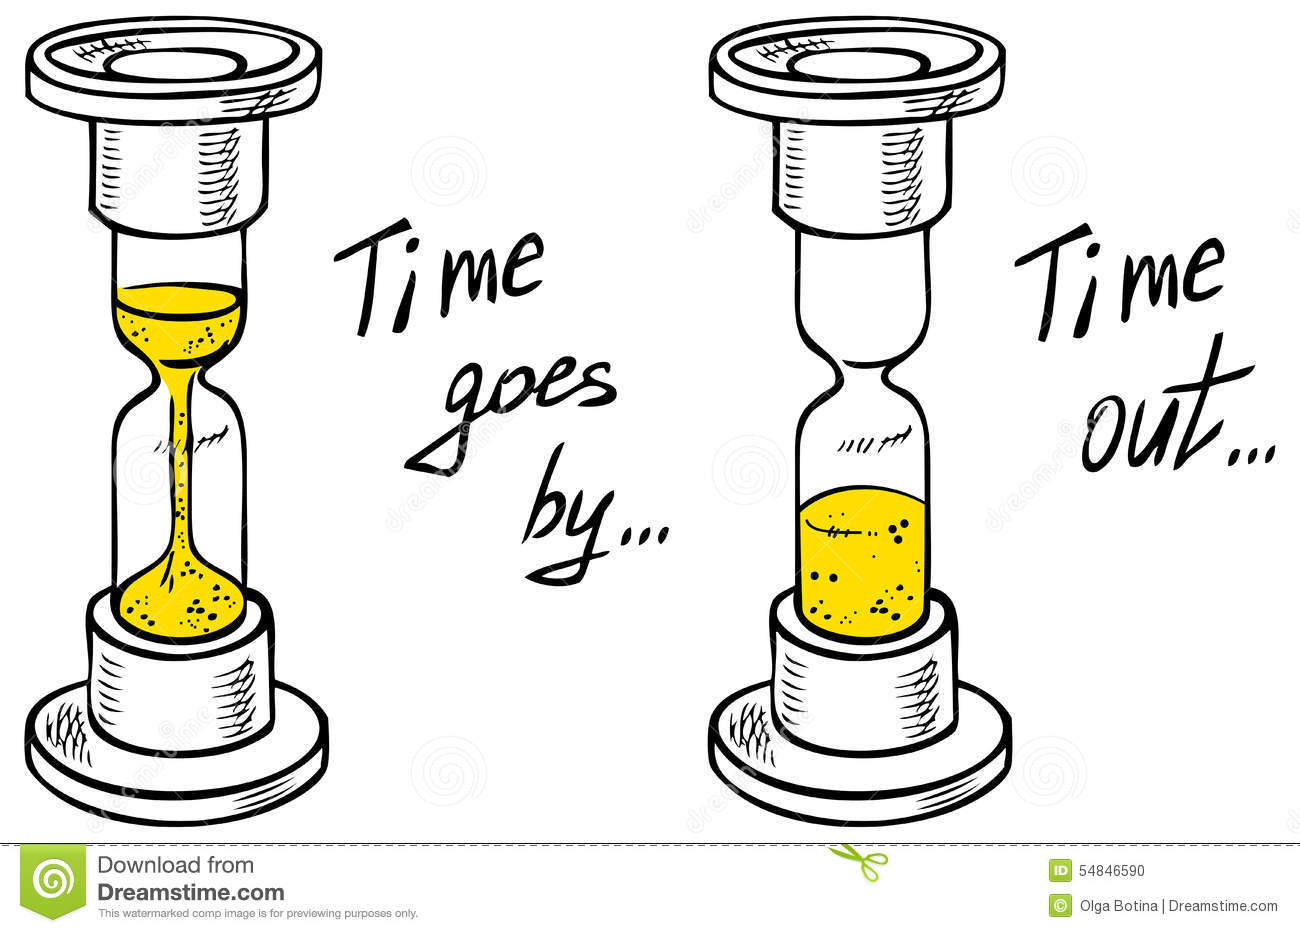 Time
goes
by...
Time
out...
Download from
Dreamstime.com
This watermarked comp image is for previewing purposes only.
ID 54846590
© Olga Botina | Dreamstime.com